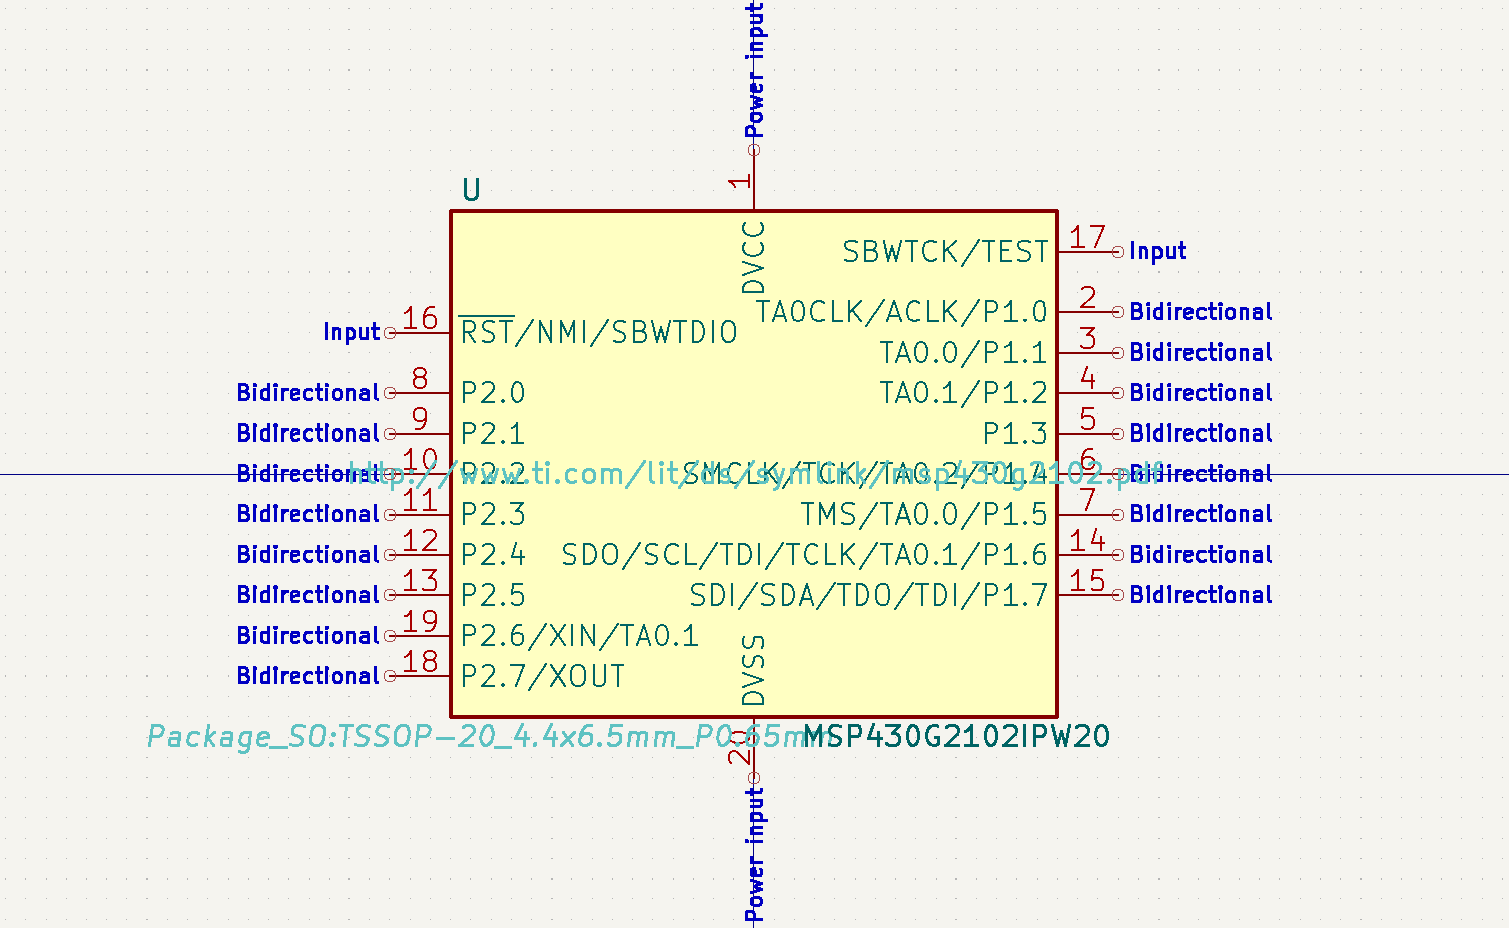 Power input
1
U
DVCC
SBWTCK/TEST 17 Input
TA0CLK/ACLK/P1.0 2 Bidirectional
Input 16 RST/NMI/SBWTDIO
TA0.0/P1.1 3 Bidirectional
Bidirectional 8 P2.0 TA0.1/P1.2 4 Bidirectional
Bidirectional 9 P2.1 P1.3 5 Bidirectional
Bidirectional 10 P2.2 SMCLK/TCK/TA0.2/P1.4 6 Bidirectional
http://www.ti.com/lit/ds/symlink/msp430g2102.pdf
Bidirectional 11 P2.3 TMS/TA0.0/P1.5 7 Bidirectional
Bidirectional 12 P2.4 SDO/SCL/TDI/TCLK/TA0.1/P1.6 14 Bidirectional
Bidirectional 13 P2.5 SDI/SDA/TDO/TDI/P1.7 15 Bidirectional
Bidirectional 19 P2.6/XIN/TA0.1
Bidirectional 18 P2.7/XOUT
DVSS
Package_SO:TSSOP-20_4.4x6.5mm_P0.65mm
MSP430G2102IPW20
20
Power input